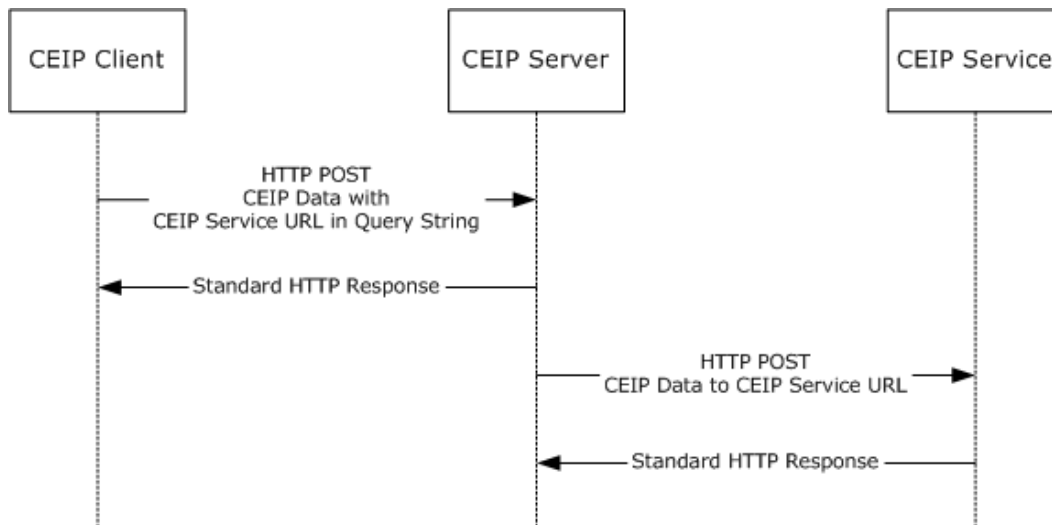 CEIP Client
CEIP Server
CEIP Service
HTTP POST
CEIP Data with
CEIP Service URL in Query String
Standard HTTP Response
HTTP POST
CEIP Data to CEIP Service URL
Standard HTTP Response